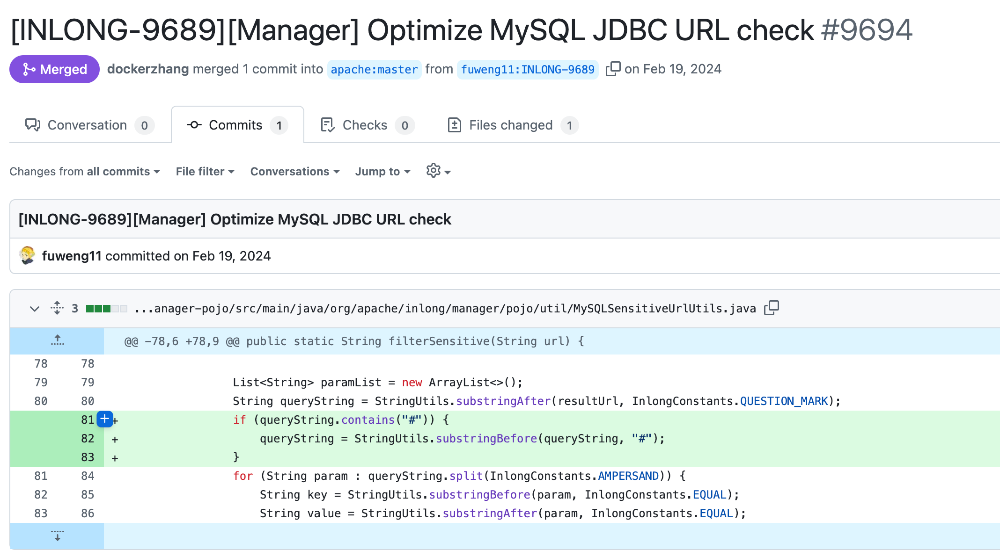 [INLONG-9689][Manager] Optimize MySQL JDBC URL check #9694
Merged dockerzhang merged 1 commit into apache:master from fuweng11:INLONG-9689 on Feb 19, 2024
Conversation 0 Commits 1 Checks 0 Files changed 1
Changes from all commits File filter Conversations Jump to
[INLONG-9689][Manager] Optimize MySQL JDBC URL check
fuweng11 committed on Feb 19, 2024
3 ...anager-pojo/src/main/java/org/apache/inlong/manager/pojo/util/MySQLSensitiveUrlUtils.java
@@ -78,6 +78,9 @@ public static String filterSensitive(String url) {
78 78
79 79 List<String> paramList = new ArrayList<>();
80 80 String queryString = StringUtils.substringAfter(resultUrl, InlongConstants.QUESTION_MARK);
81 + if (queryString.contains("#")) {
82 + queryString = StringUtils.substringBefore(queryString, "#");
83 + }
81 84 for (String param : queryString.split(InlongConstants.AMPERSAND)) {
82 85 String key = StringUtils.substringBefore(param, InlongConstants.EQUAL);
83 86 String value = StringUtils.substringAfter(param, InlongConstants.EQUAL);